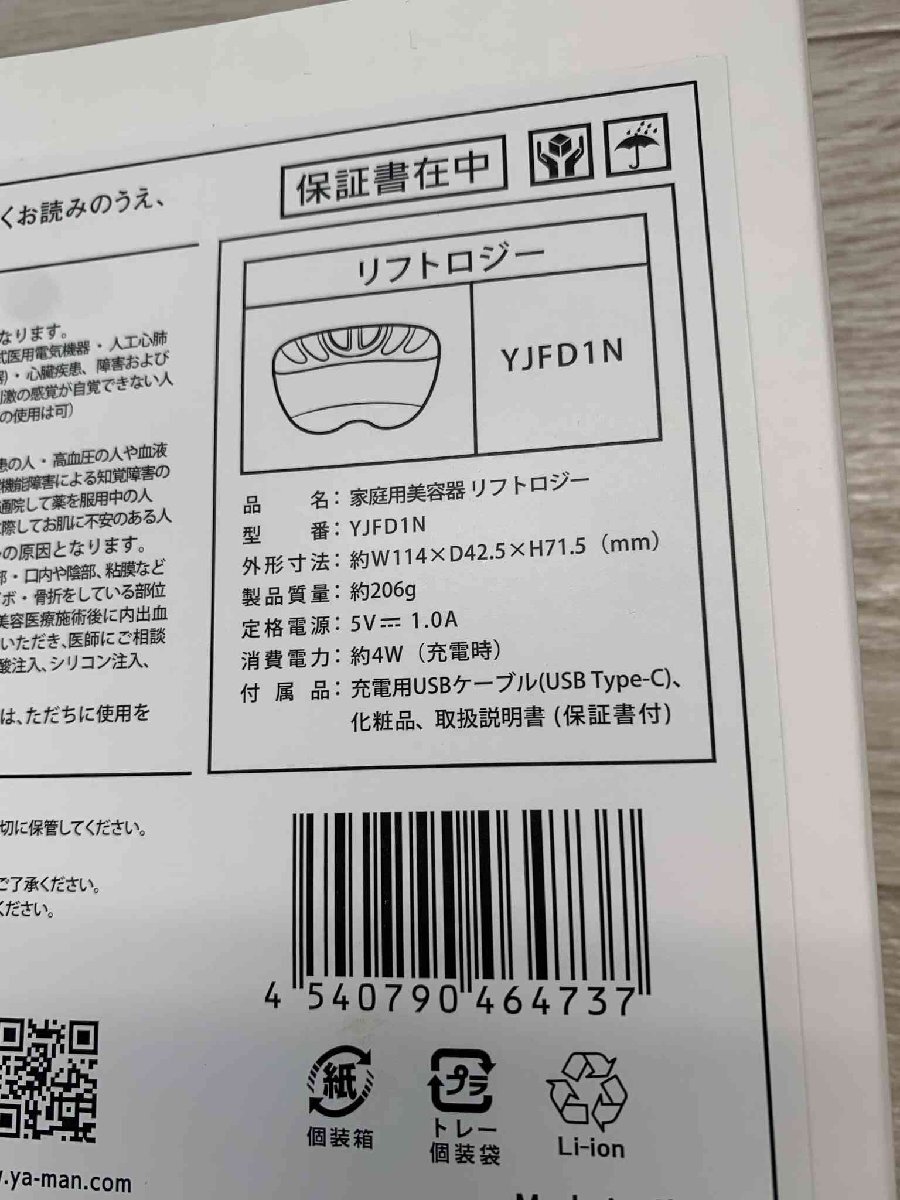 保証書在中
くお読みのうえ、
リフトロジー
YJFD1N
なります。
式医用電気機器・人工心肺
・心臓疾患、障害および
刺激の感覚が自覚できない人
の使用は可)
患の人・高血圧の人や血液
機能障害による知覚障害の
通院して薬を服用中の人
際してお肌に不安のある人
の原因となります。
部・口内や陰部、粘膜など
ボ・骨折をしている部位
美容医療施術後に内出血
いただき、医師にご相談
酸注入、シリコン注入、
は、ただちに使用を
品名：家庭用美容器 リフトロジー
型番：YJFD1N
外形寸法：約W114×D42.5×H71.5（mm）
製品質量：約206g
定格電源：5V⎓ 1.0A
消費電力：約4W（充電時）
付属品：充電用USBケーブル(USB Type-C)、
化粧品、取扱説明書 (保証書付)
切に保管してください。
ご了承ください。
ください。
4 540790 464737
紙
個装箱
プラ
トレー
個装袋
Li-ion
.ya-man.com